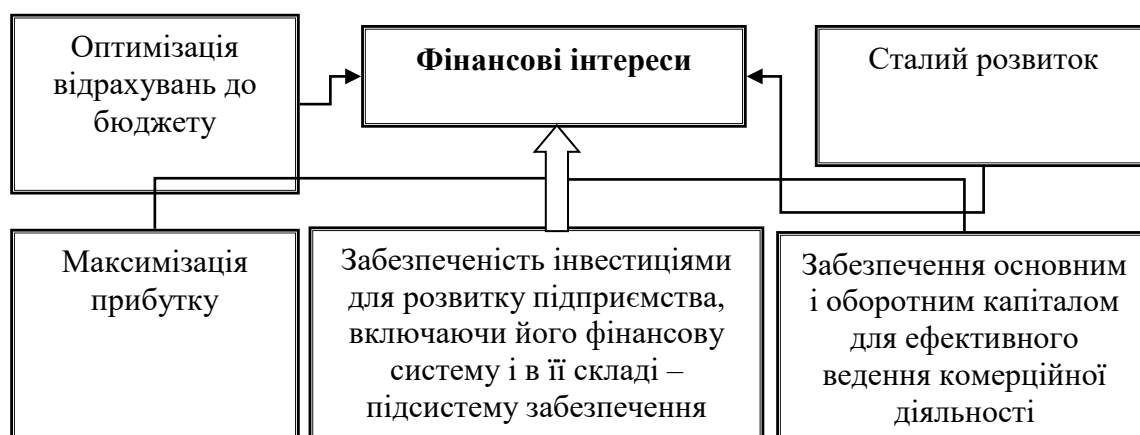 Оптимізація
відрахувань до
бюджету
Фінансові інтереси
Сталий розвиток
Максимізація
прибутку
Забезпеченість інвестиціями
для розвитку підприємства,
включаючи його фінансову
систему і в її складі –
підсистему забезпечення
Забезпечення основним
і оборотним капіталом
для ефективного
ведення комерційної
діяльності